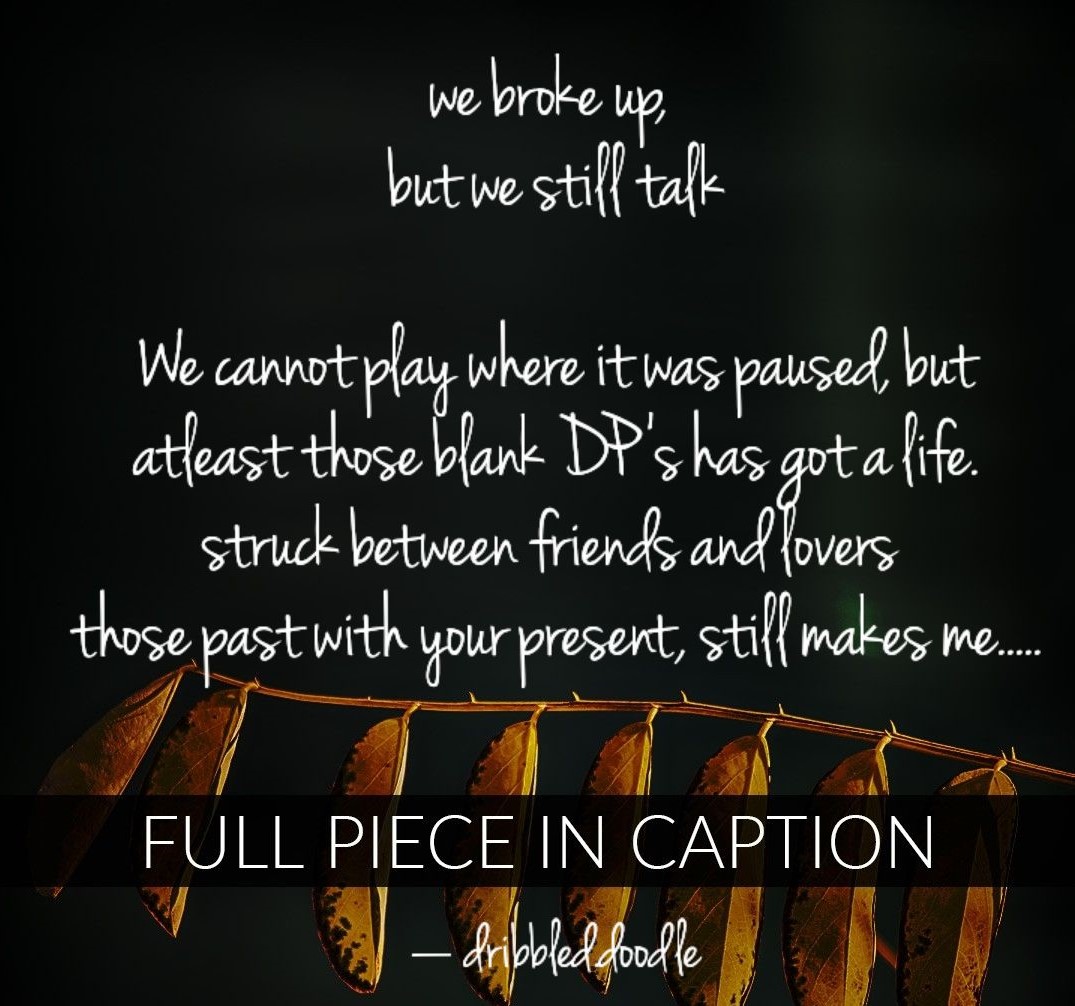 we broke up,
but we still talk
We cannot play where it was paused, but
atleast those blank DP's has got a life.
struck between friends and lovers
those past with your present, still makes me.....
FULL PIECE IN CAPTION
— dribbled.doodle